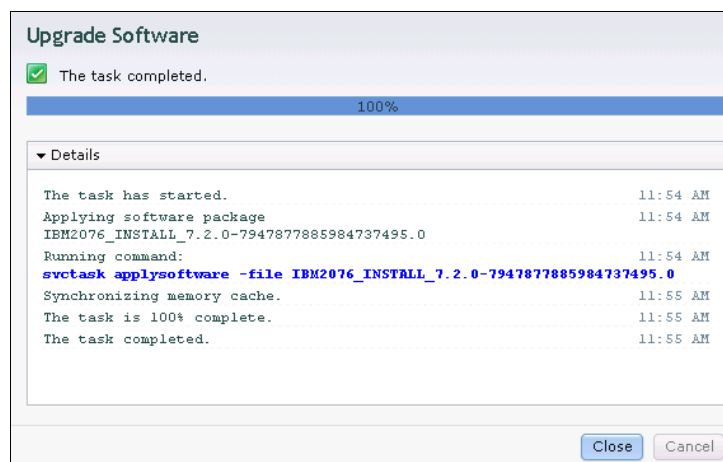 Upgrade Software
The task completed.
100%
Details
The task has started. 11:54 AM
Applying software package 11:54 AM
IBM2076_INSTALL_7.2.0-7947877885984737495.0
Running command: 11:54 AM
svctask applysoftware -file IBM2076_INSTALL_7.2.0-7947877885984737495.0
Synchronizing memory cache. 11:55 AM
The task is 100% complete. 11:55 AM
The task completed. 11:55 AM
Close Cancel